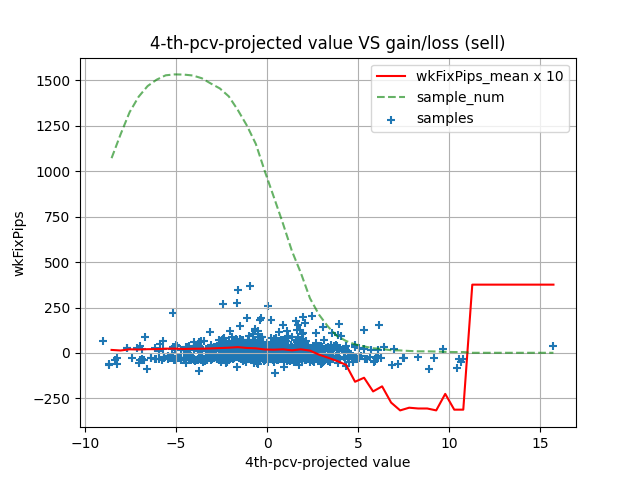 4-th-pcv-projected value VS gain/loss (sell)
wkFixPips_mean x 10
sample_num
samples
wkFixPips
1500
1250
1000
750
500
250
0
−250
−10
−5
0
5
10
15
4th-pcv-projected value